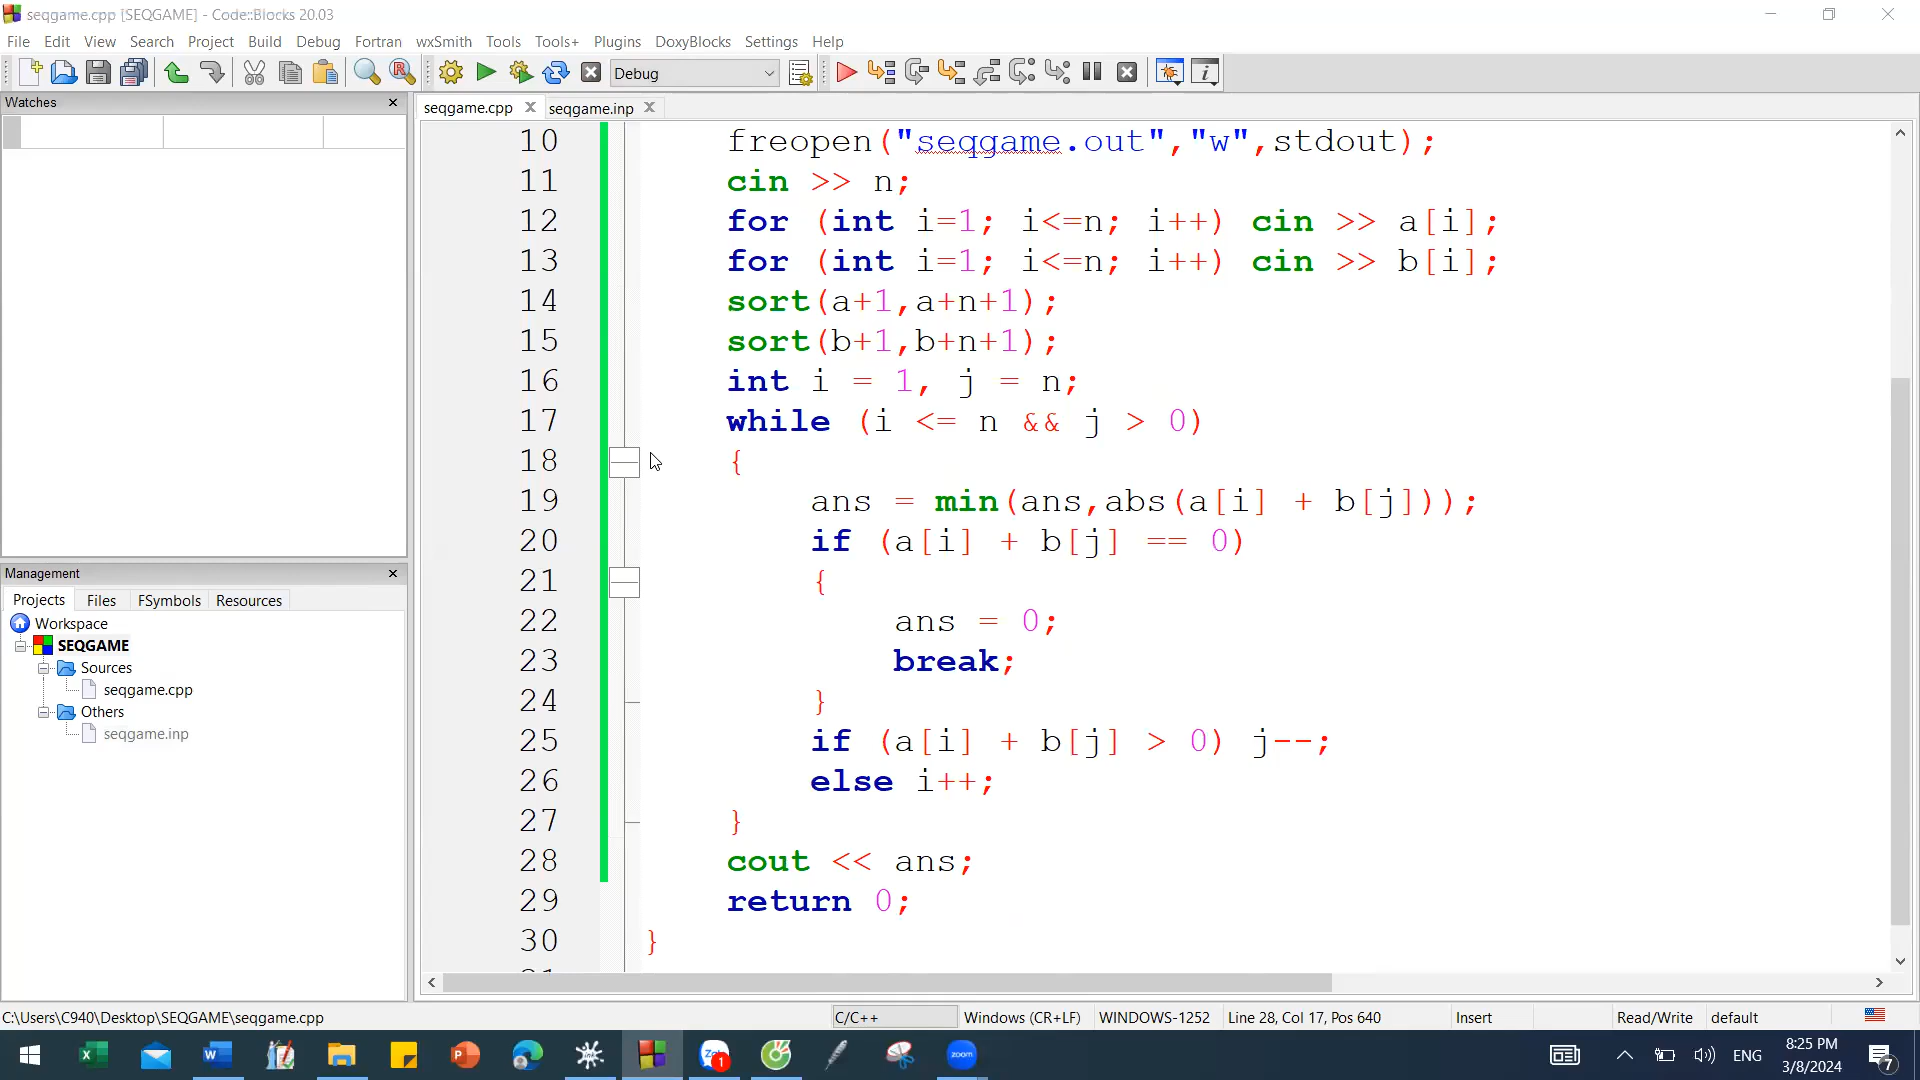 seqgame.cpp [SEQGAME] - Code::Blocks 20.03
File Edit View Search Project Build Debug Fortran wxSmith Tools Tools+ Plugins DoxyBlocks Settings Help
Debug
Watches
seqgame.cpp seqgame.inp
10 freopen("seqgame.out","w",stdout);
11 cin >> n;
12 for (int i=1; i<=n; i++) cin >> a[i];
13 for (int i=1; i<=n; i++) cin >> b[i];
14 sort(a+1,a+n+1);
15 sort(b+1,b+n+1);
16 int i = 1, j = n;
17 while (i <= n && j > 0)
18 {
19 ans = min(ans,abs(a[i] + b[j]));
20 if (a[i] + b[j] == 0)
21 {
22 ans = 0;
23 break;
24 }
25 if (a[i] + b[j] > 0) j--;
26 else i++;
27 }
28 cout << ans;
29 return 0;
30 }
Management
Projects Files FSymbols Resources
Workspace
SEQGAME
Sources
seqgame.cpp
Others
seqgame.inp
C:\Users\C940\Desktop\SEQGAME\seqgame.cpp C/C++ Windows (CR+LF) WINDOWS-1252 Line 28, Col 17, Pos 640 Insert Read/Write default
zoom
1
ENG
8:25 PM
3/8/2024
7